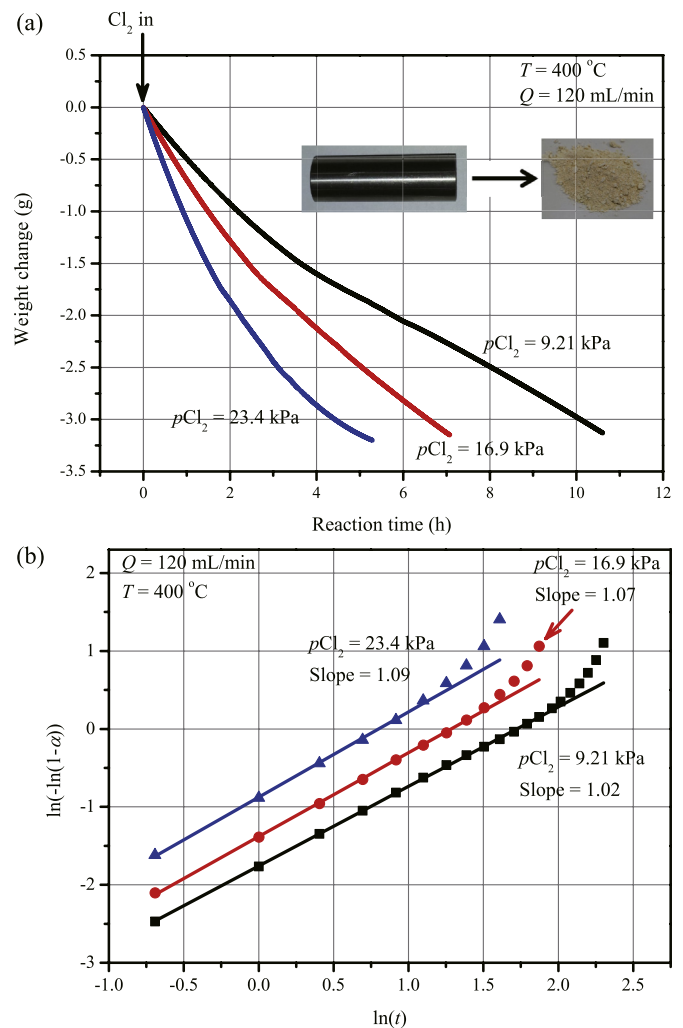 (a)
Cl2 in
T = 400 °C
Q = 120 mL/min
0.5
0.0
-0.5
-1.0
-1.5
-2.0
-2.5
-3.0
-3.5
Weight change (g)
pCl2 = 9.21 kPa
pCl2 = 23.4 kPa
pCl2 = 16.9 kPa
0 2 4 6 8 10 12
Reaction time (h)
(b)
Q = 120 mL/min
T = 400 °C
pCl2 = 16.9 kPa
Slope = 1.07
pCl2 = 23.4 kPa
Slope = 1.09
pCl2 = 9.21 kPa
Slope = 1.02
2
1
0
-1
-2
-3
ln(-ln(1-α))
-1.0 -0.5 0.0 0.5 1.0 1.5 2.0 2.5
ln(t)